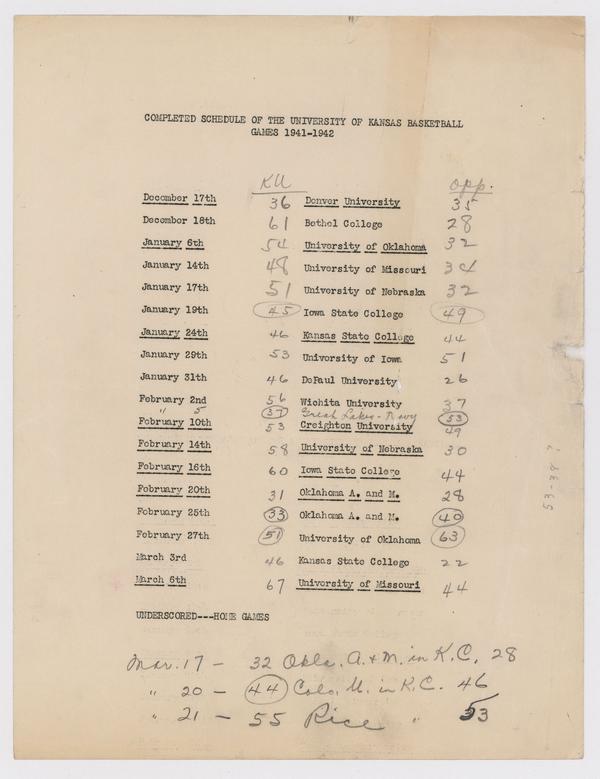 COMPLETED SCHEDULE OF THE UNIVERSITY OF KANSAS BASKETBALL
GAMES 1941-1942
KU opp.
December 17th 36 Denver University 35
December 18th 61 Bethel College 28
January 6th 54 University of Oklahoma 32
January 14th 48 University of Missouri 34
January 17th 51 University of Nebraska 32
January 19th 45 Iowa State College 49
January 24th 46 Kansas State College 44
January 29th 53 University of Iowa 51
January 31th 46 DePaul University 26
February 2nd 56 Wichita University 37
" 5 37 Great Lakes - Navy 53
February 10th 53 Creighton University 49
February 14th 58 University of Nebraska 30
February 16th 60 Iowa State College 44
February 20th 31 Oklahoma A. and M. 28
February 25th 33 Oklahoma A. and M. 40
February 27th 51 University of Oklahoma 63
March 3rd 46 Kansas State College 22
March 6th 67 University of Missouri 44
UNDERSCORED---HOME GAMES
Mar. 17 - 32 Okla. A. & M. in K.C. 28
" 20 - 44 Colo. U. in K.C. 46
" 21 - 55 Rice " 53
53-38?